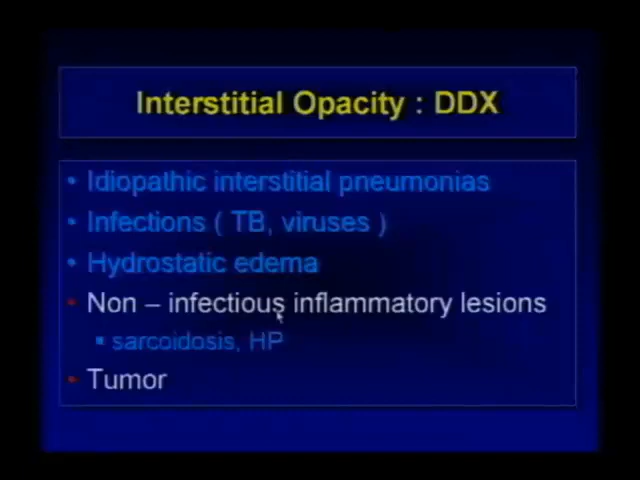 Interstitial Opacity : DDX
• Idiopathic interstitial pneumonias
• Infections ( TB, viruses )
• Hydrostatic edema
• Non – infectious inflammatory lesions
▪ sarcoidosis, HP
• Tumor